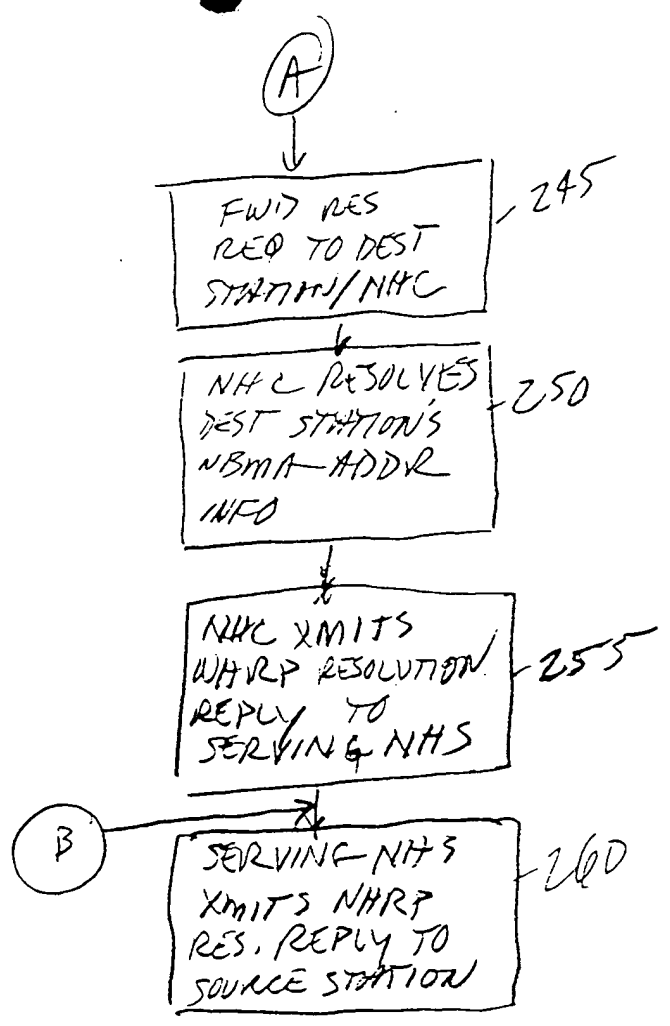 A
FWD RES
REQ TO DEST
STATION/NHC
245
NHC RESOLVES
DEST STATION'S
NBMA ADDR
INFO
250
NHC XMITS
NHRP RESOLUTION
REPLY TO
SERVING NHS
255
B
SERVING NHS
XMITS NHRP
RES. REPLY TO
SOURCE STATION
260